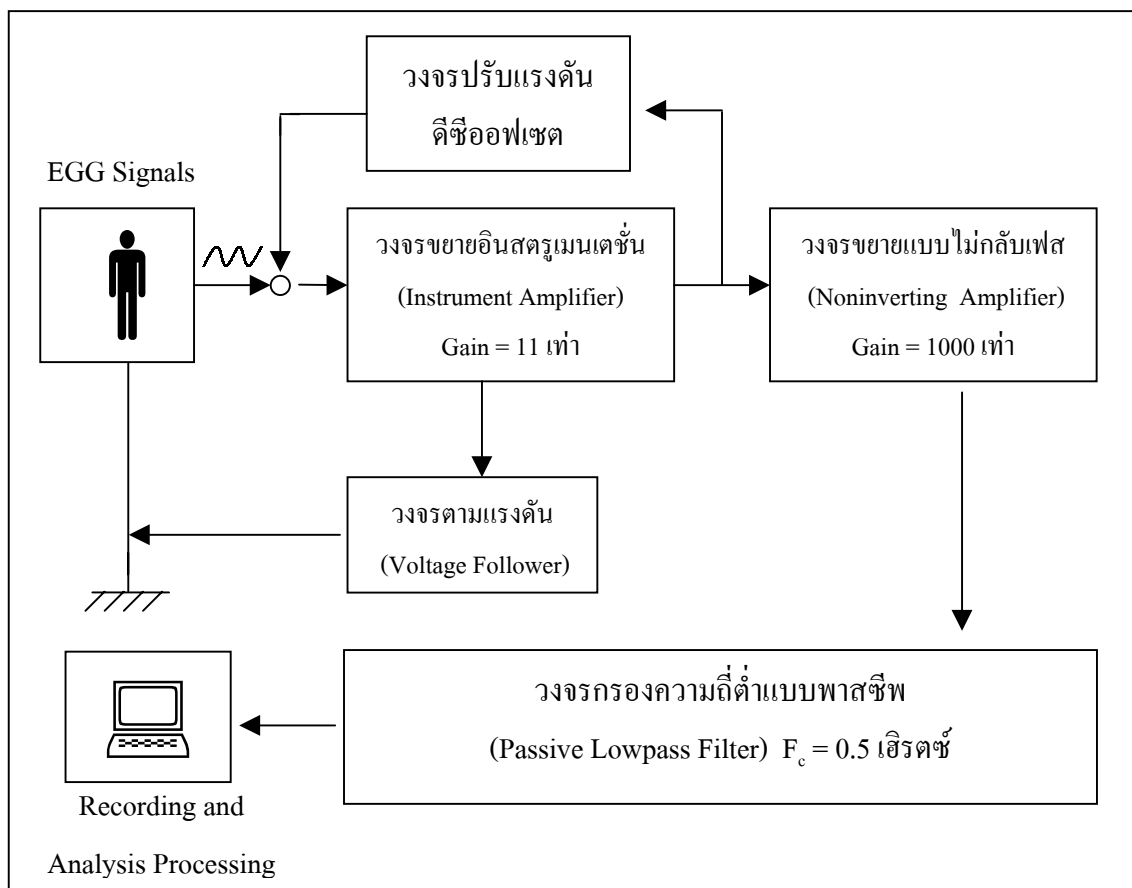 วงจรปรับแรงดัน
ดีซีออฟเซต
EGG Signals
วงจรขยายอินสตรูเมนเตชั่น
(Instrument Amplifier)
Gain = 11 เท่า
วงจรขยายแบบไม่กลับเฟส
(Noninverting Amplifier)
Gain = 1000 เท่า
วงจรตามแรงดัน
(Voltage Follower)
วงจรกรองความถี่ต่ำแบบพาสซีพ
(Passive Lowpass Filter) Fc = 0.5 เฮิรตซ์
Recording and
Analysis Processing